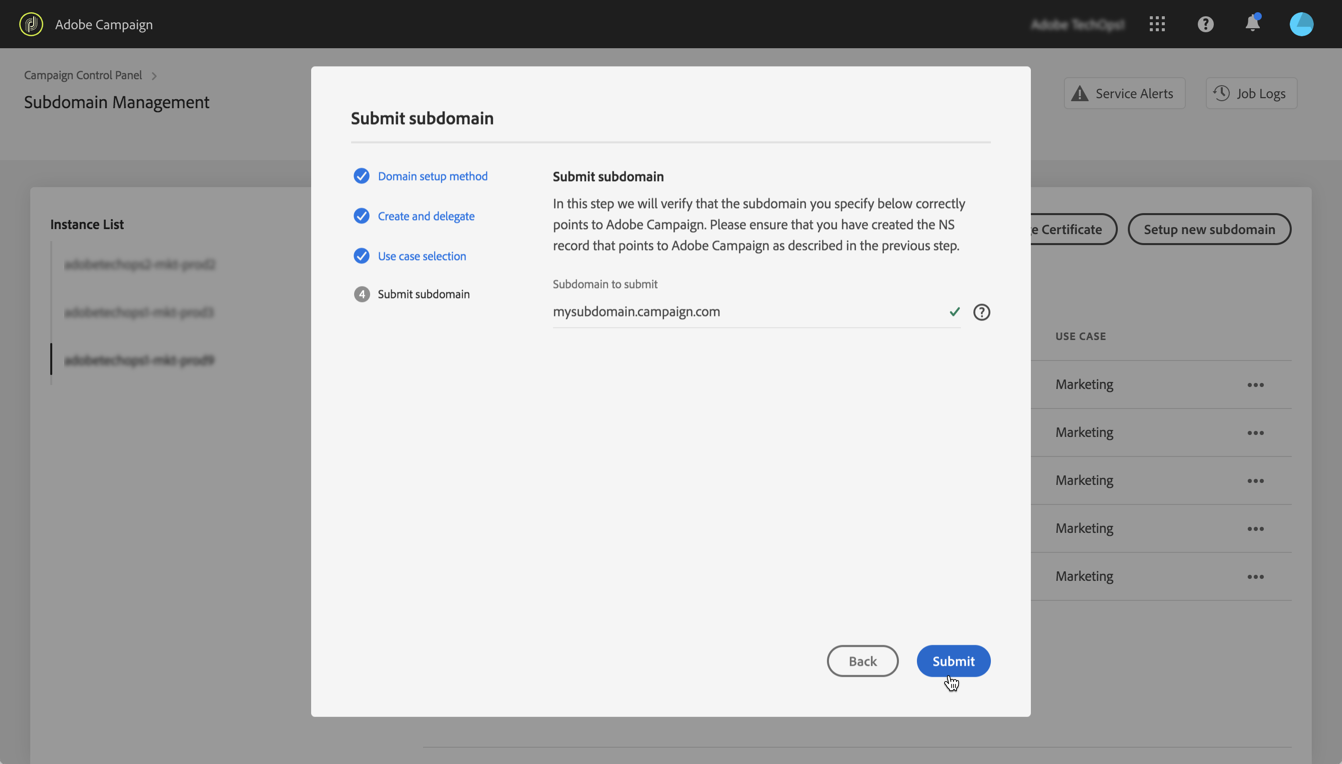 Adobe Campaign
Campaign Control Panel
Subdomain Management
Service Alerts
Job Logs
Instance List
e Certificate
Setup new subdomain
USE CASE
Marketing
Marketing
Marketing
Marketing
Marketing
Submit subdomain
Domain setup method
Create and delegate
Use case selection
4 Submit subdomain
Submit subdomain
In this step we will verify that the subdomain you specify below correctly
points to Adobe Campaign. Please ensure that you have created the NS
record that points to Adobe Campaign as described in the previous step.
Subdomain to submit
mysubdomain.campaign.com
Back
Submit